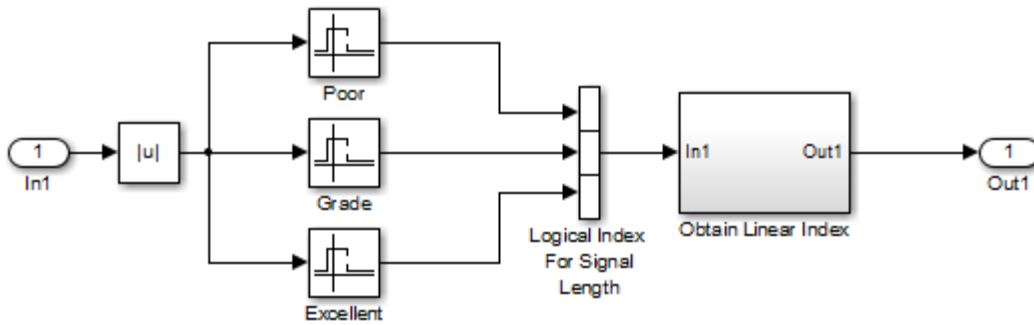 Poor
1
In1
|u|
Grade
Excellent
Logical Index
For Signal
Length
In1
Out1
Obtain Linear Index
1
Out1